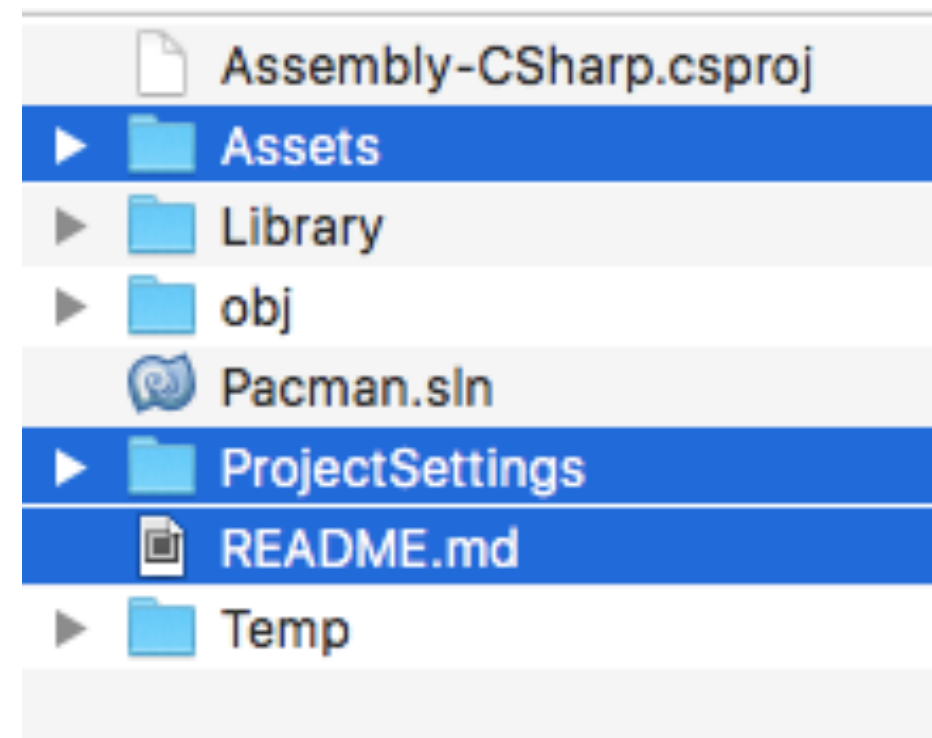 Assembly-CSharp.csproj
Assets
Library
obj
Pacman.sln
ProjectSettings
README.md
Temp